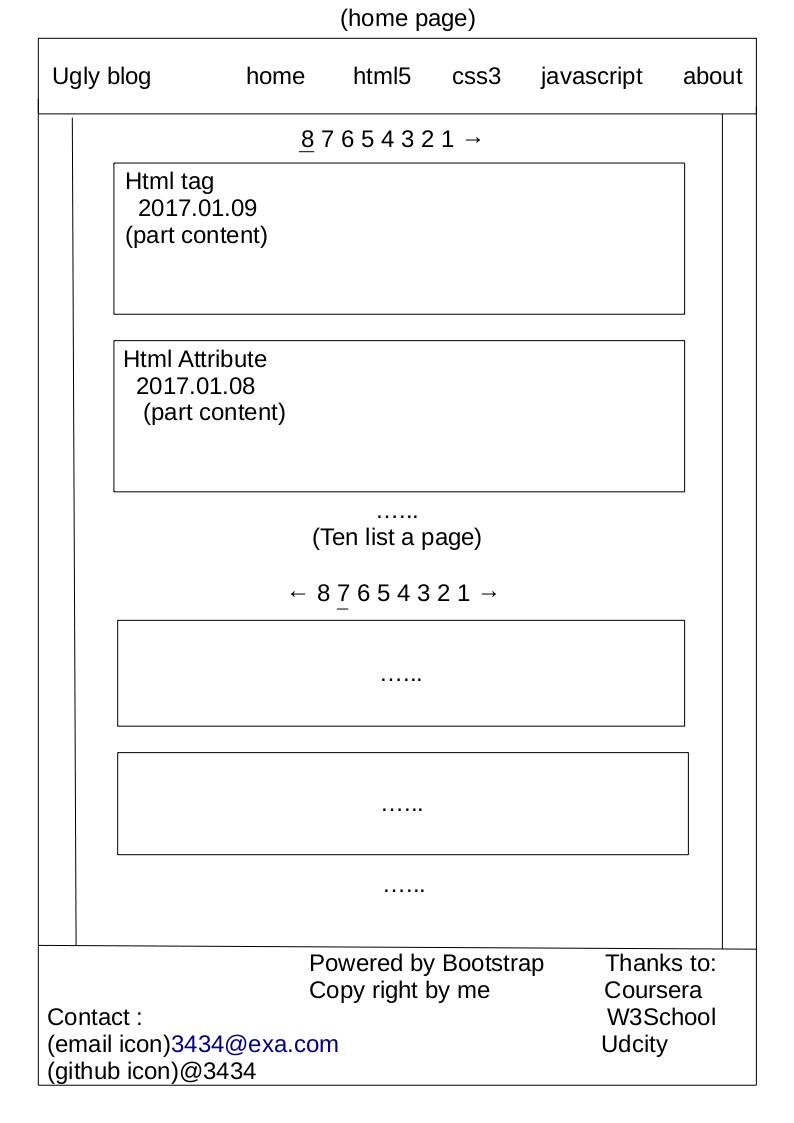 (home page)
Ugly blog home html5 css3 javascript about
8 7 6 5 4 3 2 1 →
Html tag
2017.01.09
(part content)
Html Attribute
2017.01.08
(part content)
…...
(Ten list a page)
← 8 7 6 5 4 3 2 1 →
…...
…...
…...
Powered by Bootstrap
Copy right by me
Thanks to:
Coursera
W3School
Udcity
Contact :
(email icon)3434@exa.com
(github icon)@3434